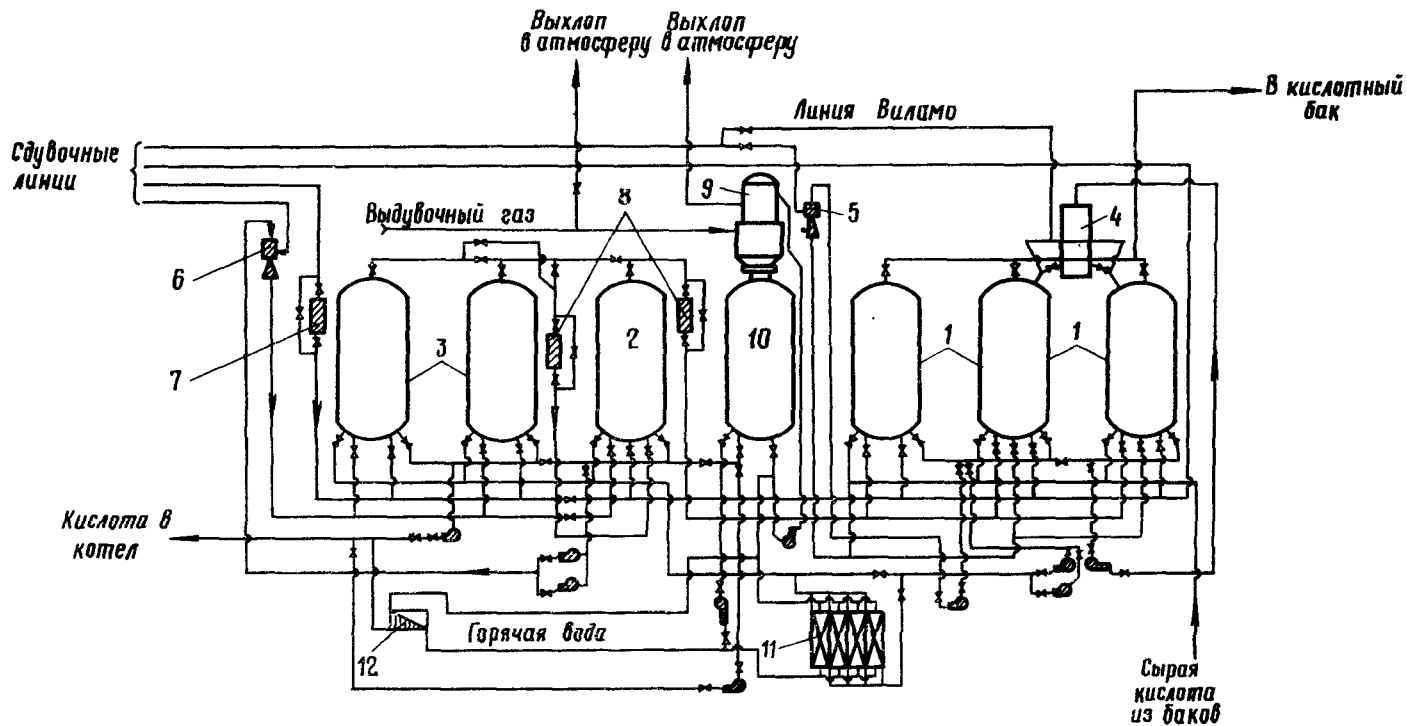 Выхлоп
в атмосферу
Выхлоп
в атмосферу
Линия Виламо
В кислотный
бак
Сдувочные
линии
Выдувочный газ
8
9
5
4
6
7
3
2
10
1
1
Кислота в
котел
Горячая вода
12
11
Сырая
кислота
из баков